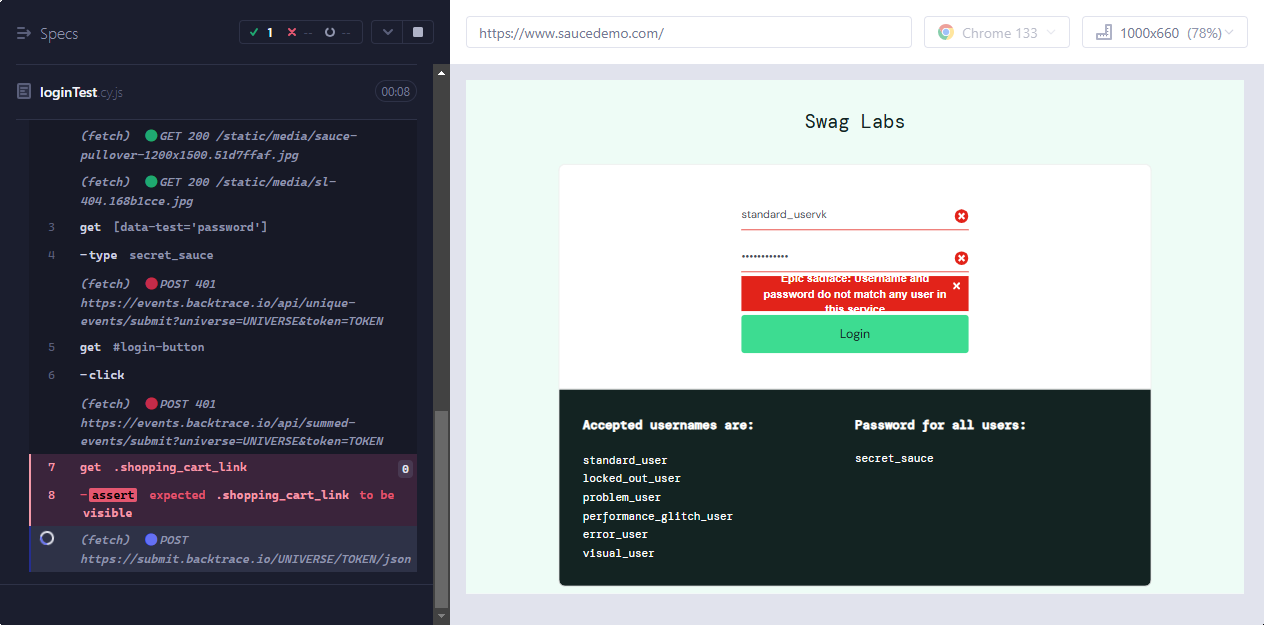 Specs
1
--
--
https://www.saucedemo.com/
Chrome 133
1000x660 (78%)
loginTest.cy.js
00:08
(fetch) GET 200 /static/media/sauce-
pullover-1200x1500.51d7ffaf.jpg
(fetch) GET 200 /static/media/sl-
404.168b1cce.jpg
3 get [data-test='password']
4 -type secret_sauce
(fetch) POST 401
https://events.backtrace.io/api/unique-
events/submit?universe=UNIVERSE&token=TOKEN
5 get #login-button
6 -click
(fetch) POST 401
https://events.backtrace.io/api/summed-
events/submit?universe=UNIVERSE&token=TOKEN
7 get .shopping_cart_link 0
8 -assert expected .shopping_cart_link to be
visible
(fetch) POST
https://submit.backtrace.io/UNIVERSE/TOKEN/json
Swag Labs
standard_uservk
••••••••••••
Epic sadface: Username and
password do not match any user in
this service
Login
Accepted usernames are:
standard_user
locked_out_user
problem_user
performance_glitch_user
error_user
visual_user
Password for all users:
secret_sauce